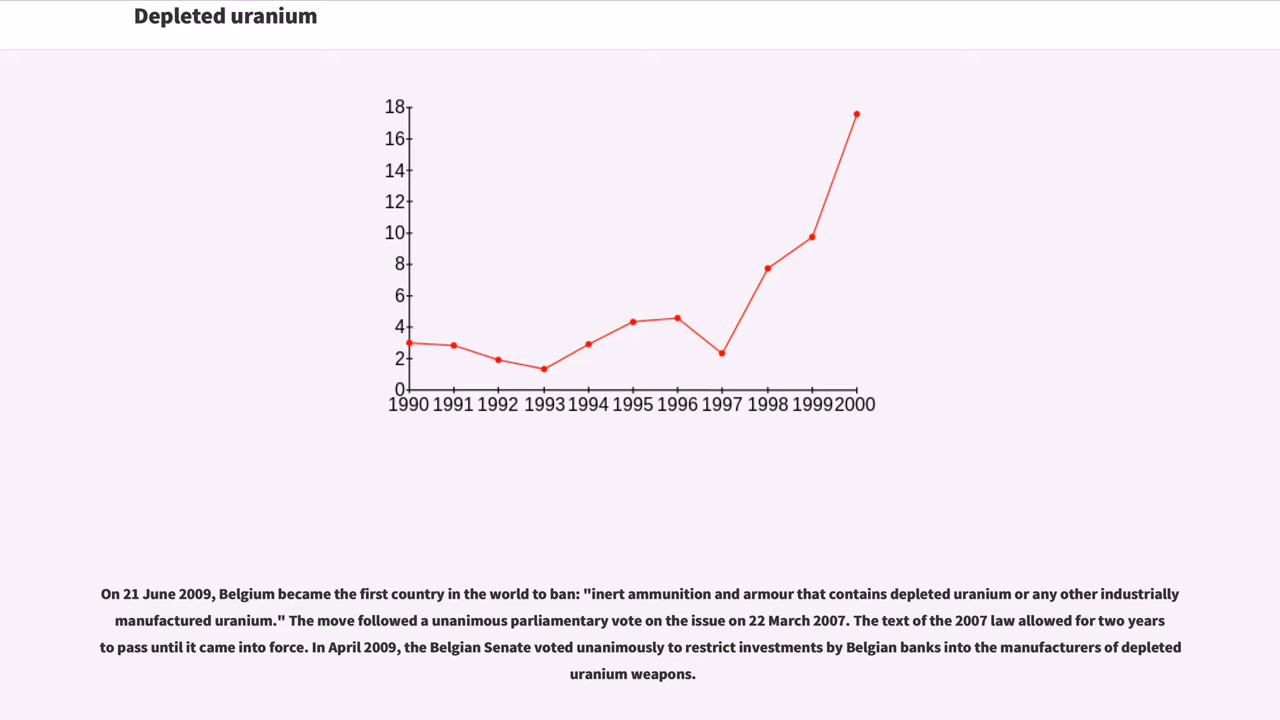 Depleted uranium
18
16
14
12
10
8
6
4
2
0
1990 1991 1992 1993 1994 1995 1996 1997 1998 1999 2000
On 21 June 2009, Belgium became the first country in the world to ban: "inert ammunition and armour that contains depleted uranium or any other industrially
manufactured uranium." The move followed a unanimous parliamentary vote on the issue on 22 March 2007. The text of the 2007 law allowed for two years
to pass until it came into force. In April 2009, the Belgian Senate voted unanimously to restrict investments by Belgian banks into the manufacturers of depleted
uranium weapons.